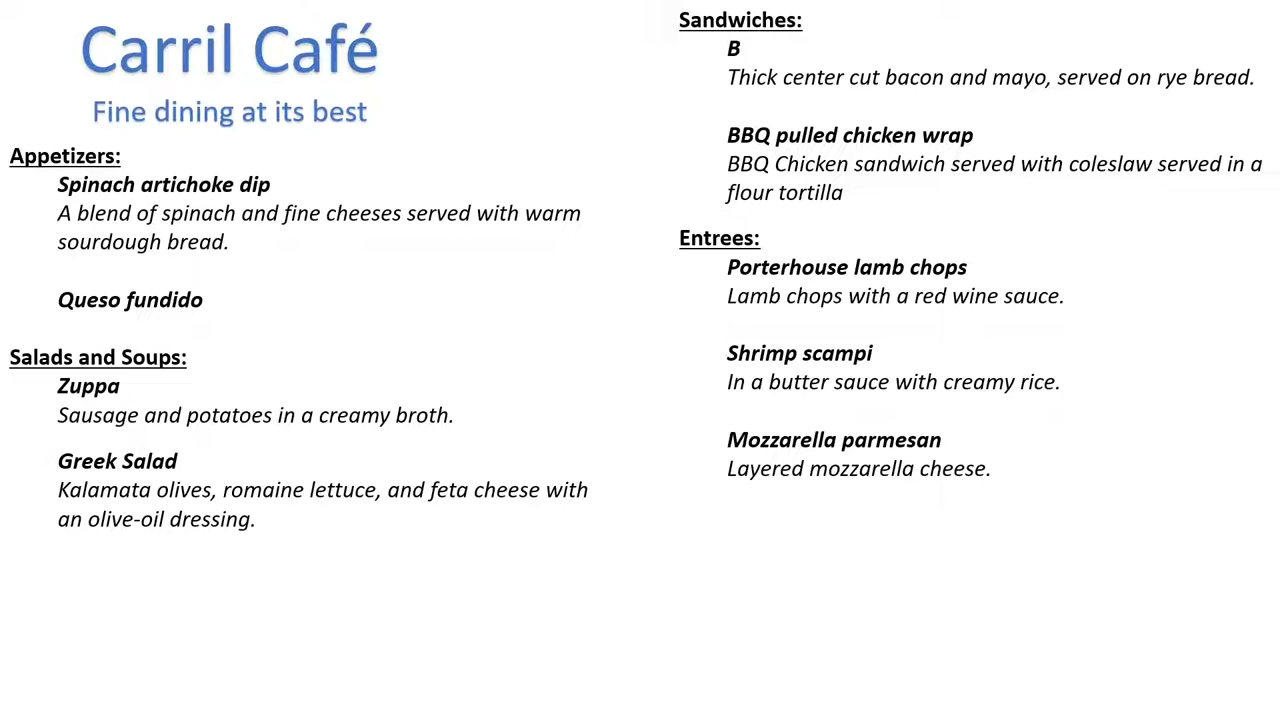 Carril Café
Fine dining at its best
Appetizers:
Spinach artichoke dip
A blend of spinach and fine cheeses served with warm
sourdough bread.
Queso fundido
Salads and Soups:
Zuppa
Sausage and potatoes in a creamy broth.
Greek Salad
Kalamata olives, romaine lettuce, and feta cheese with
an olive-oil dressing.
Sandwiches:
B
Thick center cut bacon and mayo, served on rye bread.
BBQ pulled chicken wrap
BBQ Chicken sandwich served with coleslaw served in a
flour tortilla
Entrees:
Porterhouse lamb chops
Lamb chops with a red wine sauce.
Shrimp scampi
In a butter sauce with creamy rice.
Mozzarella parmesan
Layered mozzarella cheese.